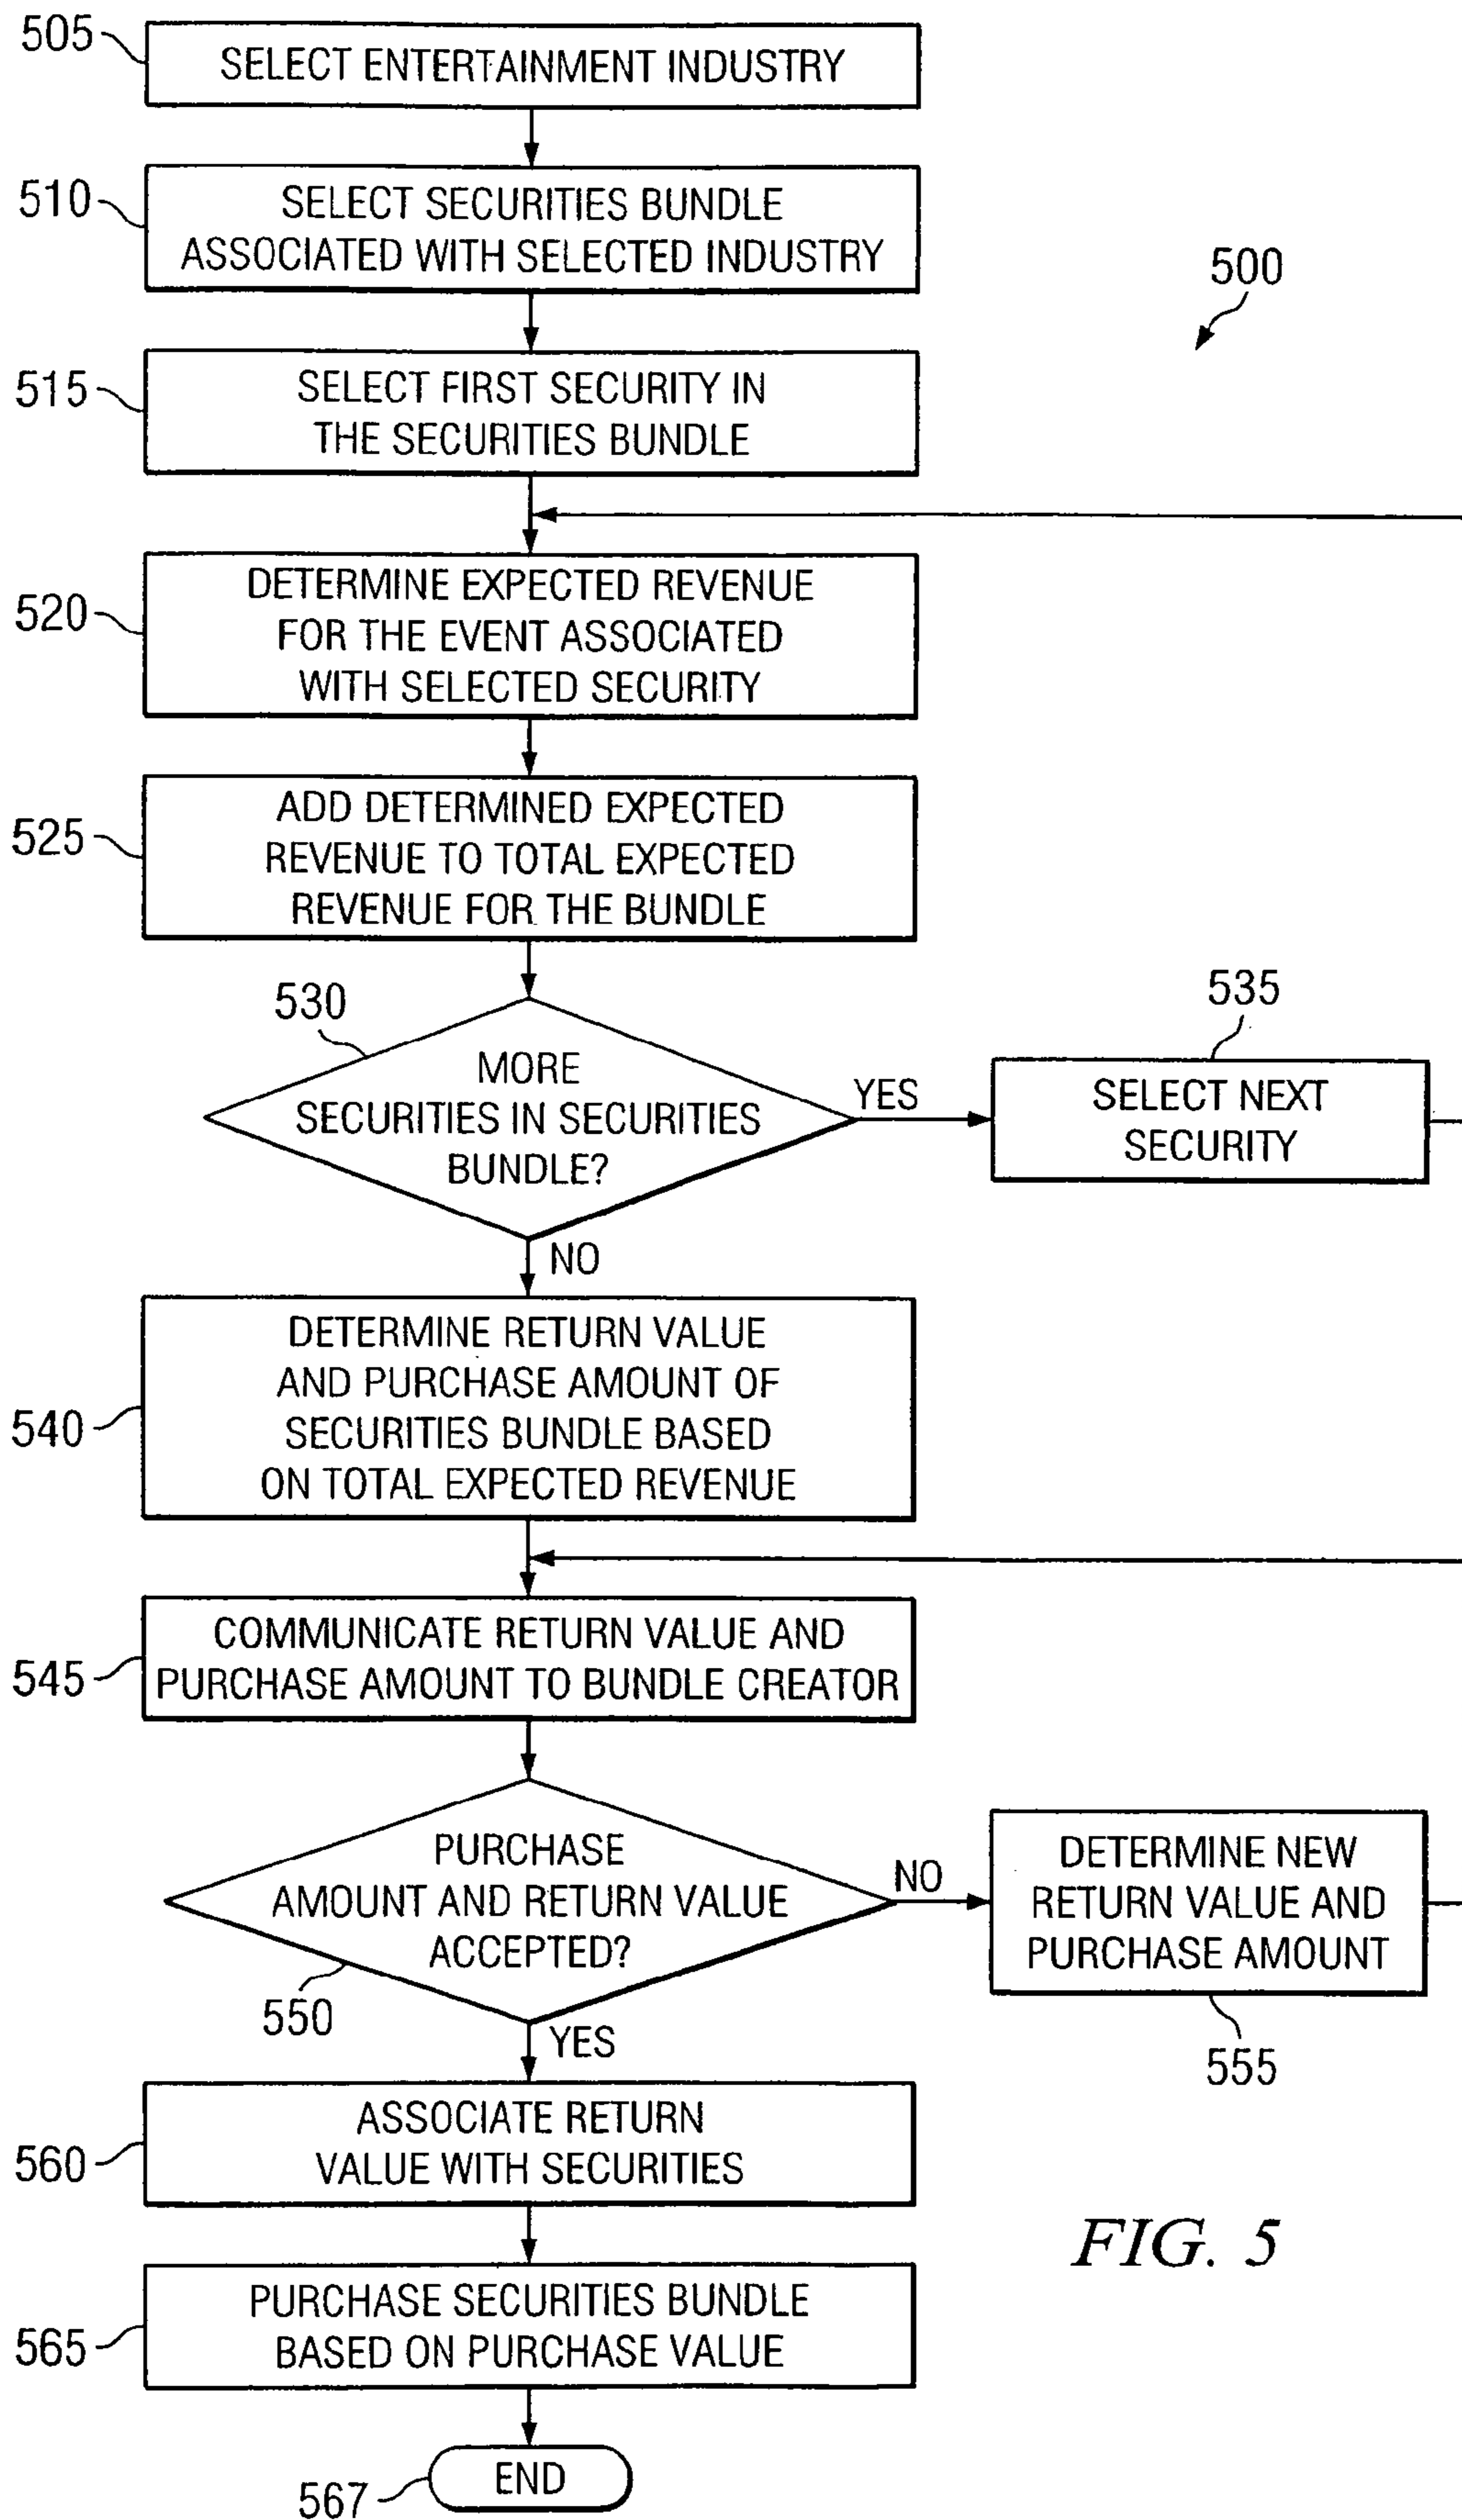 505
SELECT ENTERTAINMENT INDUSTRY
510
SELECT SECURITIES BUNDLE
ASSOCIATED WITH SELECTED INDUSTRY
500
515
SELECT FIRST SECURITY IN
THE SECURITIES BUNDLE
520
DETERMINE EXPECTED REVENUE
FOR THE EVENT ASSOCIATED
WITH SELECTED SECURITY
525
ADD DETERMINED EXPECTED
REVENUE TO TOTAL EXPECTED
REVENUE FOR THE BUNDLE
530
MORE
SECURITIES IN SECURITIES
BUNDLE?
YES
535
SELECT NEXT
SECURITY
NO
540
DETERMINE RETURN VALUE
AND PURCHASE AMOUNT OF
SECURITIES BUNDLE BASED
ON TOTAL EXPECTED REVENUE
545
COMMUNICATE RETURN VALUE AND
PURCHASE AMOUNT TO BUNDLE CREATOR
PURCHASE
AMOUNT AND RETURN VALUE
ACCEPTED?
550
NO
DETERMINE NEW
RETURN VALUE AND
PURCHASE AMOUNT
555
YES
560
ASSOCIATE RETURN
VALUE WITH SECURITIES
565
PURCHASE SECURITIES BUNDLE
BASED ON PURCHASE VALUE
FIG. 5
567
END